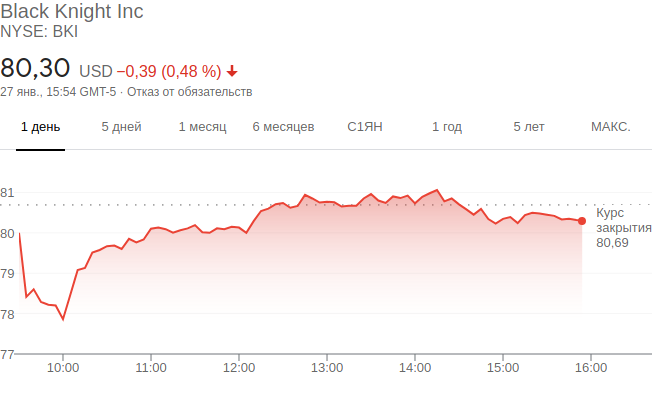 Black Knight Inc
NYSE: BKI
80,30 USD −0,39 (0,48 %)
27 янв., 15:54 GMT-5 · Отказ от обязательств
1 день 5 дней 1 месяц 6 месяцев С1ЯН 1 год 5 лет МАКС.
81
80
79
78
77
Курс
закрытия
80,69
10:00 11:00 12:00 13:00 14:00 15:00 16:00